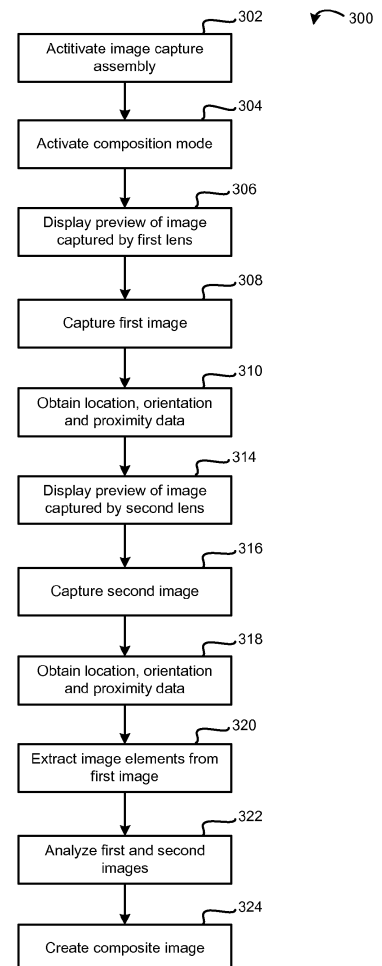 302
300
Actitivate image capture
assembly
304
Activate composition mode
306
Display preview of image
captured by first lens
308
Capture first image
310
Obtain location, orientation
and proximity data
314
Display preview of image
captured by second lens
316
Capture second image
318
Obtain location, orientation
and proximity data
320
Extract image elements from
first image
322
Analyze first and second
images
324
Create composite image